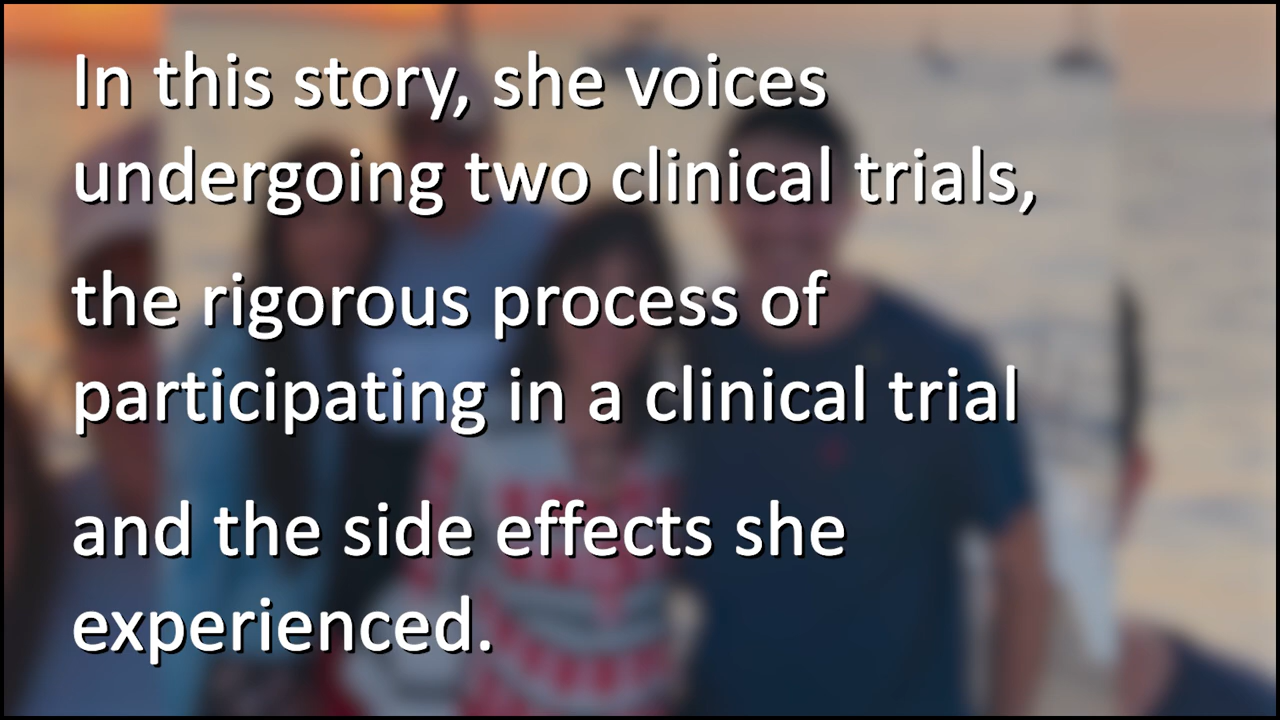 In this story, she voices
undergoing two clinical trials,
the rigorous process of
participating in a clinical trial
and the side effects she
experienced.